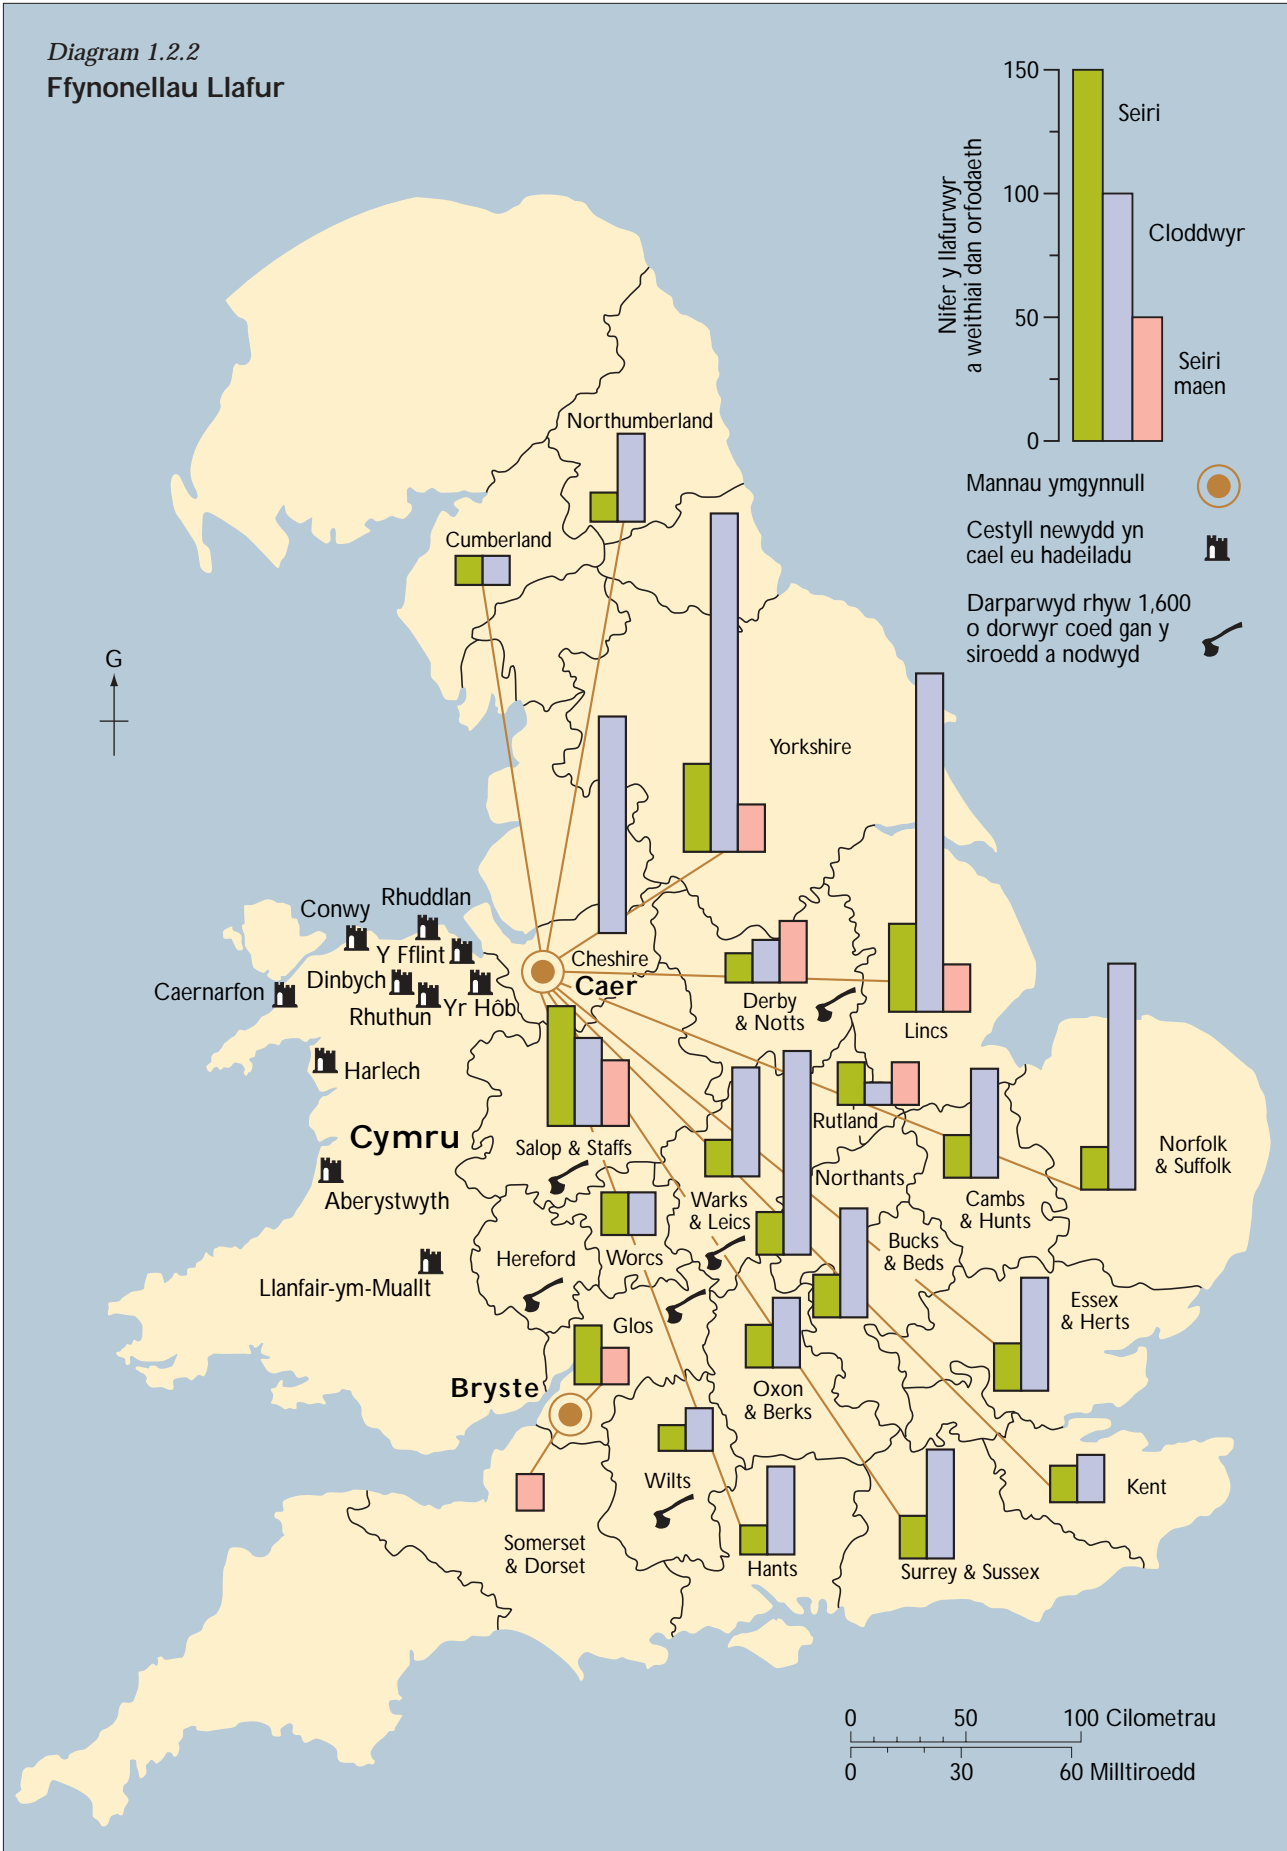 Diagram 1.2.2
Ffynonellau Llafur
150
100
50
0
Nifer y llafurwyr
a weithiai dan orfodaeth
Seiri
Cloddwyr
Seiri
maen
Mannau ymgynnull
Cestyll newydd yn
cael eu hadeiladu
Darparwyd rhyw 1,600
o dorwyr coed gan y
siroedd a nodwyd
G
Northumberland
Cumberland
Yorkshire
Rhuddlan
Conwy
Y Fflint
Dinbych
Caernarfon
Rhuthun
Yr Hôb
Cheshire
Caer
Derby
& Notts
Lincs
Harlech
Cymru
Salop & Staffs
Rutland
Norfolk
& Suffolk
Aberystwyth
Warks
& Leics
Northants
Cambs
& Hunts
Hereford
Worcs
Bucks
& Beds
Llanfair-ym-Muallt
Glos
Essex
& Herts
Bryste
Oxon
& Berks
Wilts
Kent
Somerset
& Dorset
Hants
Surrey & Sussex
0 50 100 Cilometrau
0 30 60 Milltiroedd